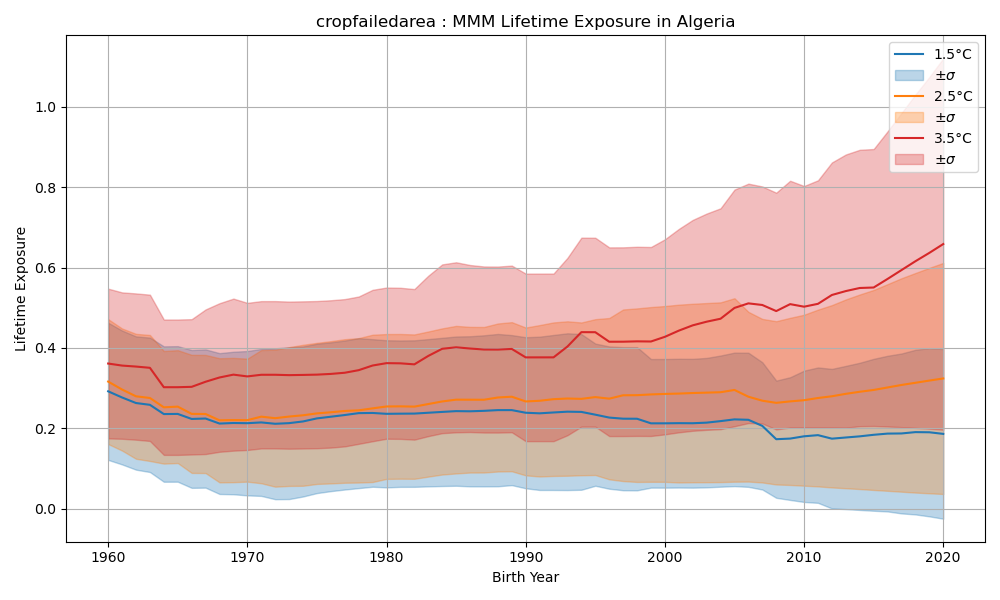 cropfailedarea : MMM Lifetime Exposure in Algeria
1.5°C
±σ
2.5°C
±σ
3.5°C
±σ
Lifetime Exposure
1.0
0.8
0.6
0.4
0.2
0.0
1960 1970 1980 1990 2000 2010 2020
Birth Year